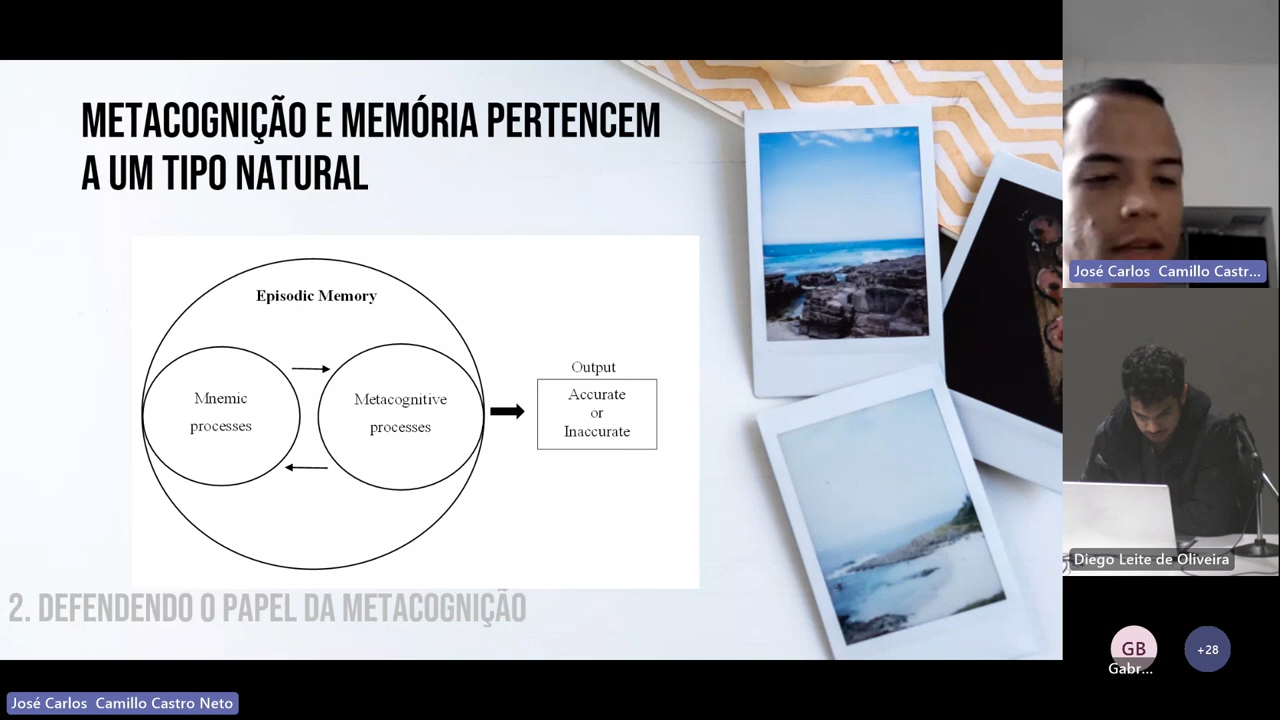 METACOGNIÇÃO E MEMÓRIA PERTENCEM
A UM TIPO NATURAL
Episodic Memory
Mnemic
processes
Metacognitive
processes
Output
Accurate
or
Inaccurate
2. DEFENDENDO O PAPEL DA METACOGNIÇÃO
José Carlos Camillo Castr...
Diego Leite de Oliveira
GB
Gabr...
+28
José Carlos Camillo Castro Neto